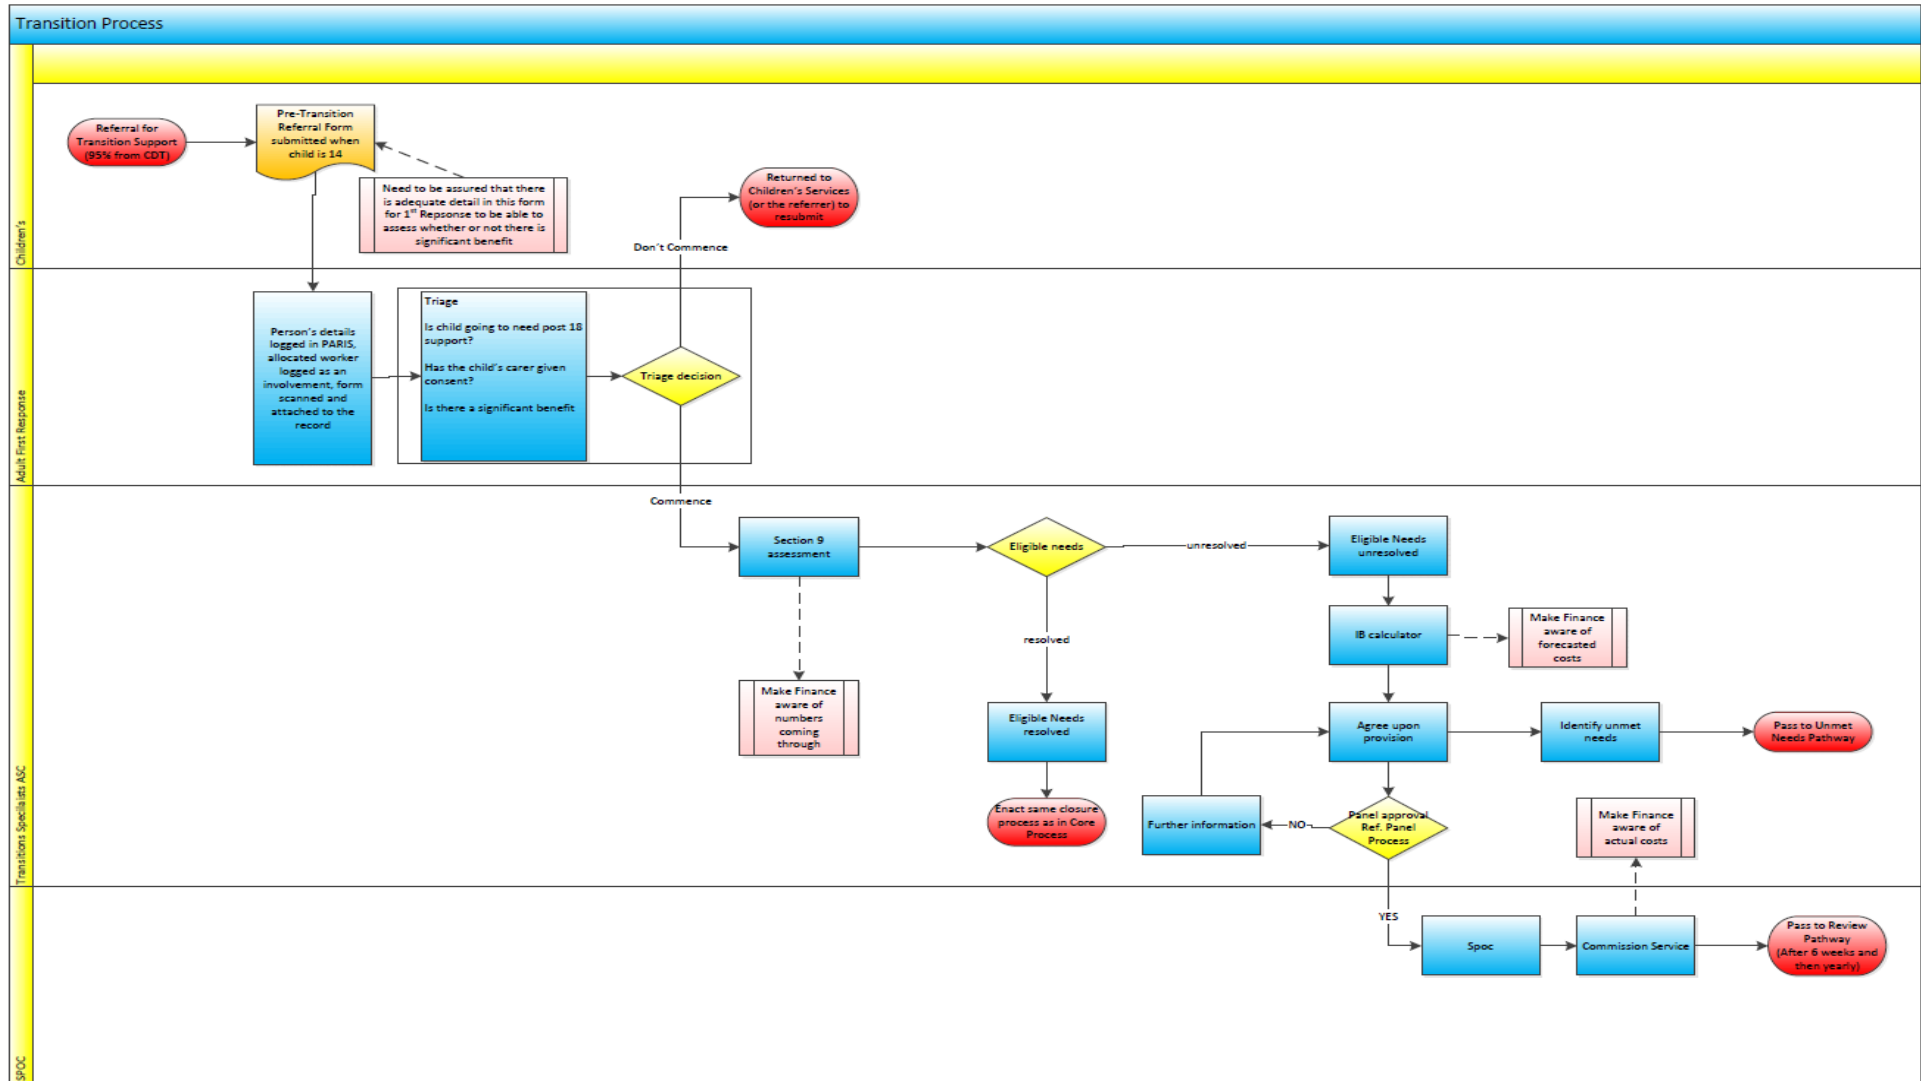 Transition Process
Children's
Referral for
Transition Support
(95% from CDT)
Pre-Transition
Referral Form
submitted when
child is 14
Need to be assured that there
is adequate detail in this form
for 1st Repsonse to be able to
assess whether or not there is
significant benefit
Returned to
Children's Services
(or the referrer) to
resubmit
Don't Commence
Adult First Response
Person's details
logged in PARIS,
allocated worker
logged as an
involvement, form
scanned and
attached to the
record
Triage
Is child going to need post 18
support?
Has the child's carer given
consent?
Is there a significant benefit
Triage decision
Commence
Transitions Specilaists ASC
Section 9
assessment
Eligible needs
unresolved
Eligible Needs
unresolved
IB calculator
Make Finance
aware of
forecasted
costs
resolved
Make Finance
aware of
numbers
coming
through
Eligible Needs
resolved
Agree upon
provision
Identify unmet
needs
Pass to Unmet
Needs Pathway
Enact same closure
process as in Core
Process
Further information
NO
Panel approval
Ref. Panel
Process
Make Finance
aware of
actual costs
SPOC
YES
Spoc
Commission Service
Pass to Review
Pathway
(After 6 weeks and
then yearly)